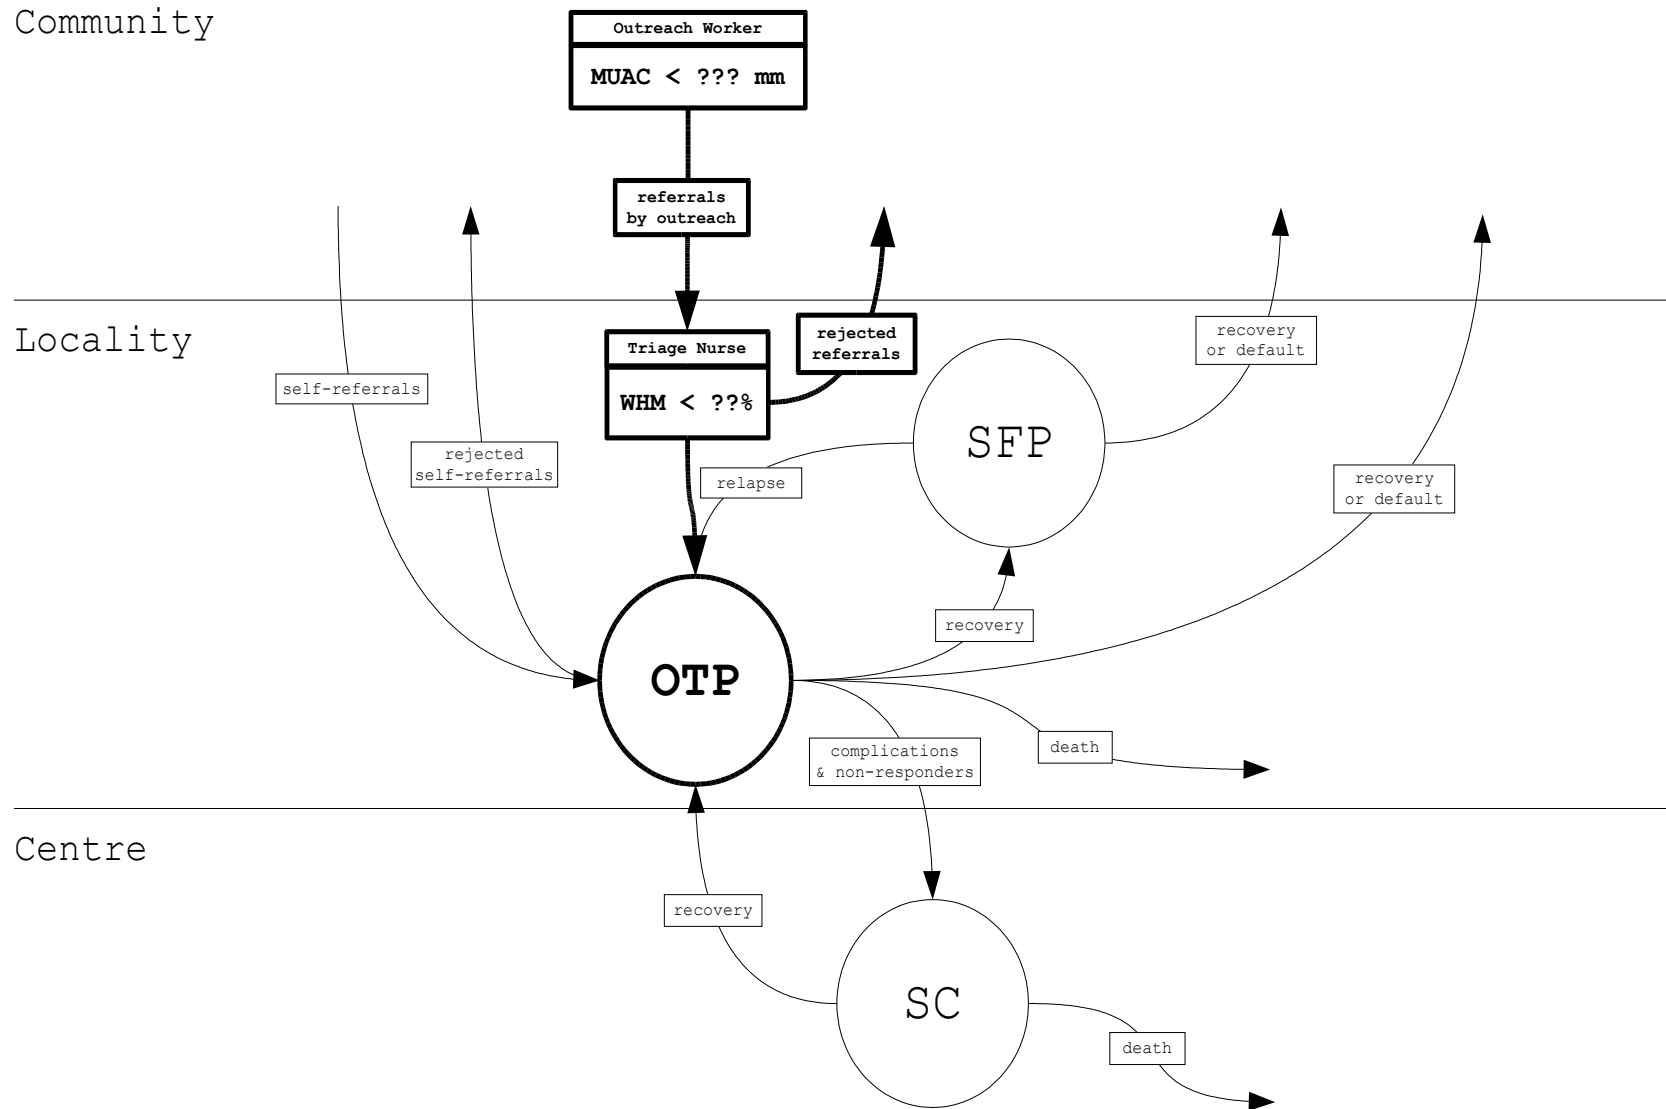 Community
Outreach Worker
MUAC < ??? mm
referrals
by outreach
Locality
self-referrals
rejected
self-referrals
Triage Nurse
WHM < ??%
rejected
referrals
relapse
SFP
recovery
or default
recovery
or default
recovery
OTP
complications
& non-responders
death
Centre
recovery
SC
death